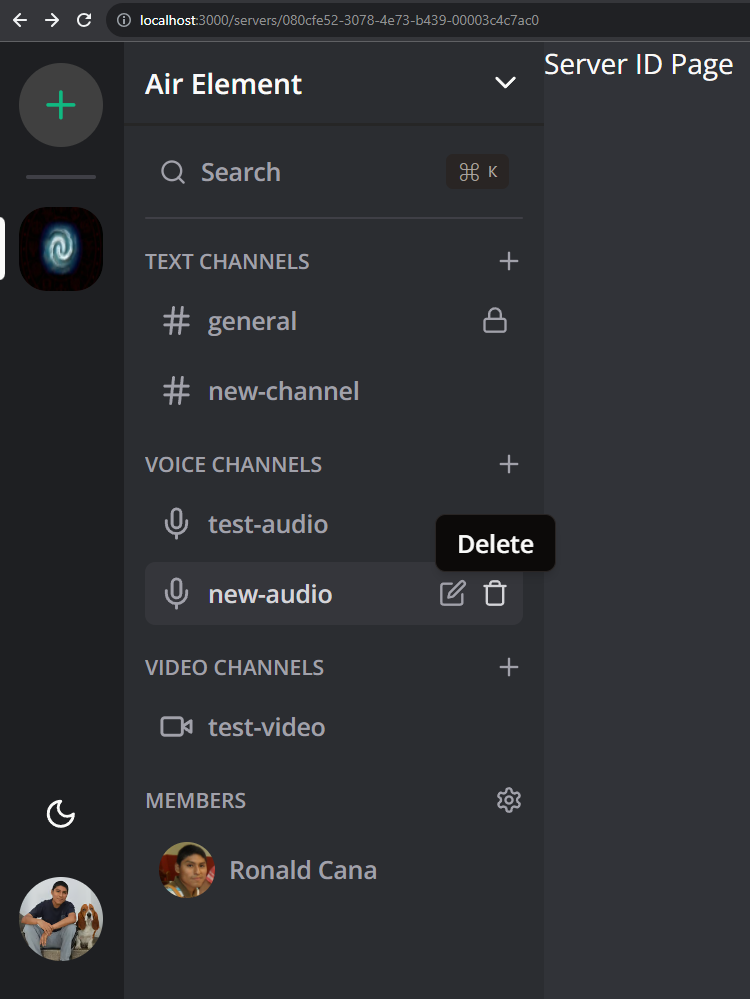 localhost:3000/servers/080cfe52-3078-4e73-b439-00003c4c7ac0
Air Element
Server ID Page
Search
⌘ K
TEXT CHANNELS
general
new-channel
VOICE CHANNELS
test-audio
Delete
new-audio
VIDEO CHANNELS
test-video
MEMBERS
Ronald Cana